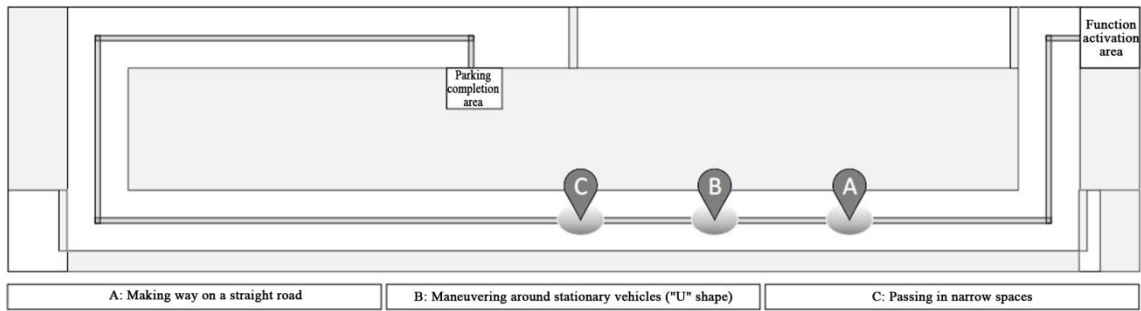 Function
activation
area
Parking
completion
area
C
B
A
A: Making way on a straight road
B: Maneuvering around stationary vehicles ("U" shape)
C: Passing in narrow spaces